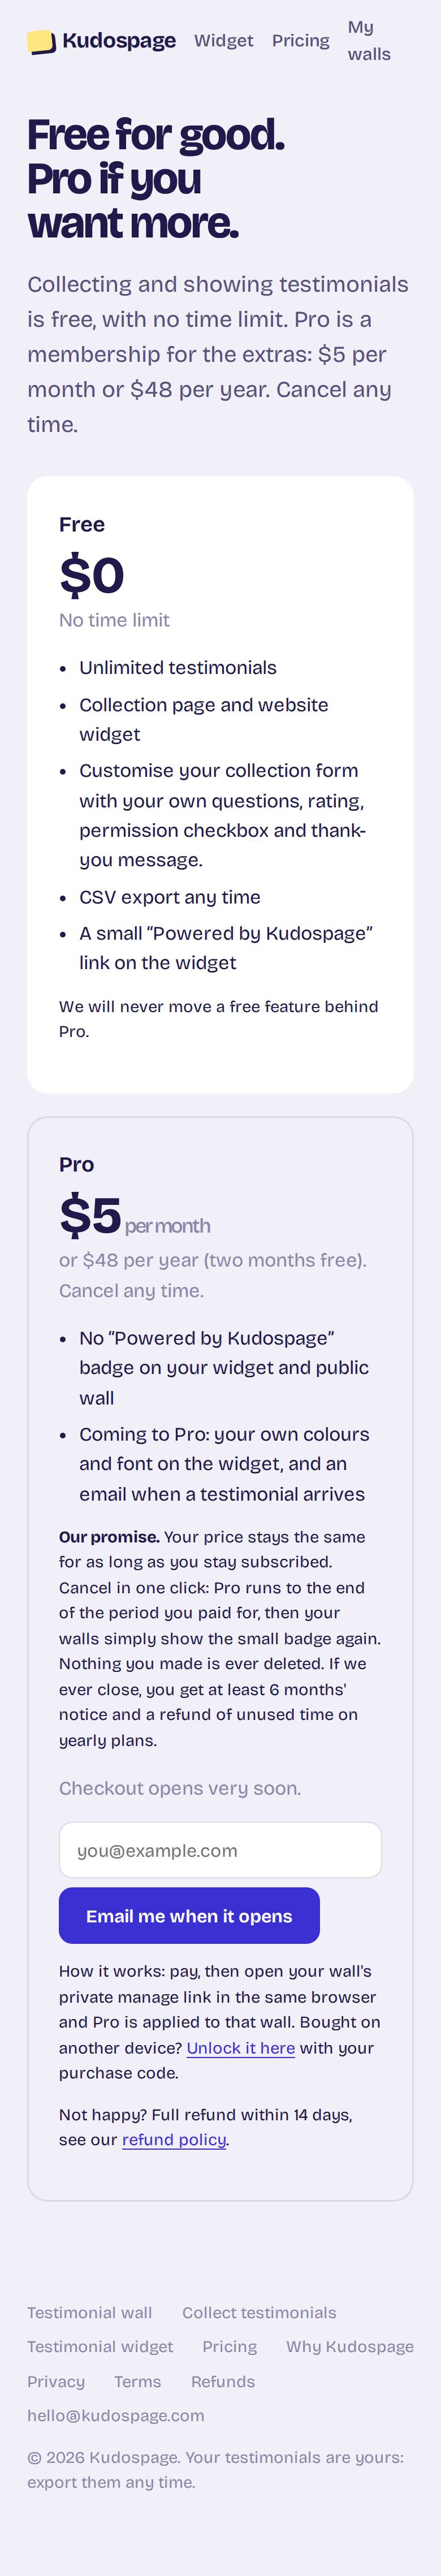 Kudospage
Widget
Pricing
My
walls
Free for good.
Pro if you
want more.
Collecting and showing testimonials
is free, with no time limit. Pro is a
membership for the extras: $5 per
month or $48 per year. Cancel any
time.
Free
$0
No time limit
• Unlimited testimonials
• Collection page and website
widget
• Customise your collection form
with your own questions, rating,
permission checkbox and thank-
you message.
• CSV export any time
• A small “Powered by Kudospage”
link on the widget
We will never move a free feature behind
Pro.
Pro
$5 per month
or $48 per year (two months free).
Cancel any time.
• No “Powered by Kudospage”
badge on your widget and public
wall
• Coming to Pro: your own colours
and font on the widget, and an
email when a testimonial arrives
Our promise. Your price stays the same
for as long as you stay subscribed.
Cancel in one click: Pro runs to the end
of the period you paid for, then your
walls simply show the small badge again.
Nothing you made is ever deleted. If we
ever close, you get at least 6 months'
notice and a refund of unused time on
yearly plans.
Checkout opens very soon.
you@example.com
Email me when it opens
How it works: pay, then open your wall's
private manage link in the same browser
and Pro is applied to that wall. Bought on
another device? Unlock it here with your
purchase code.
Not happy? Full refund within 14 days,
see our refund policy.
Testimonial wall Collect testimonials
Testimonial widget Pricing Why Kudospage
Privacy Terms Refunds
hello@kudospage.com
© 2026 Kudospage. Your testimonials are yours:
export them any time.